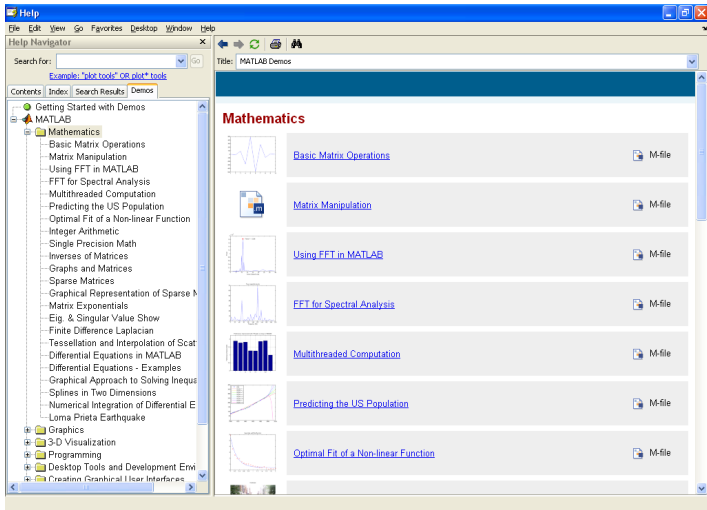 Help
File Edit View Go Favorites Desktop Window Help
Help Navigator
Search for: Go
Example: "plot tools" OR plot* tools
Contents Index Search Results Demos
Getting Started with Demos
MATLAB
Mathematics
Basic Matrix Operations
Matrix Manipulation
Using FFT in MATLAB
FFT for Spectral Analysis
Multithreaded Computation
Predicting the US Population
Optimal Fit of a Non-linear Function
Integer Arithmetic
Single Precision Math
Inverses of Matrices
Graphs and Matrices
Sparse Matrices
Graphical Representation of Sparse M
Matrix Exponentials
Eig. & Singular Value Show
Finite Difference Laplacian
Tessellation and Interpolation of Scat
Differential Equations in MATLAB
Differential Equations - Examples
Graphical Approach to Solving Inequa
Splines in Two Dimensions
Numerical Integration of Differential E
Loma Prieta Earthquake
Graphics
3-D Visualization
Programming
Desktop Tools and Development Envi
Creating Graphical User Interfaces
Title: MATLAB Demos
Mathematics
Basic Matrix Operations M-file
Matrix Manipulation M-file
Using FFT in MATLAB M-file
FFT for Spectral Analysis M-file
Multithreaded Computation M-file
Predicting the US Population M-file
Optimal Fit of a Non-linear Function M-file